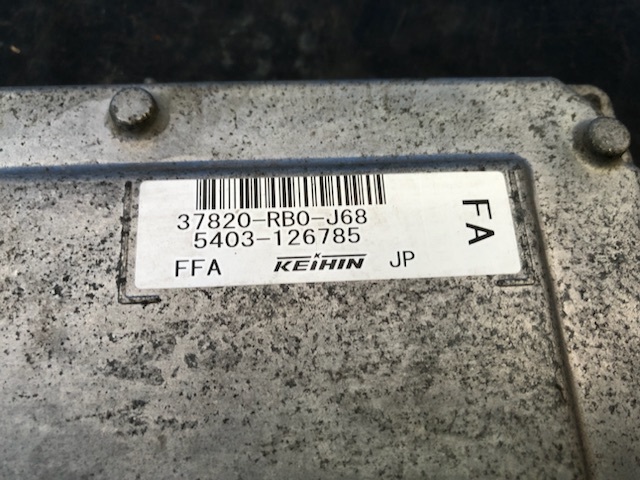 37820-RB0-J68
5403-126785
FFA KEIHIN JP
FA